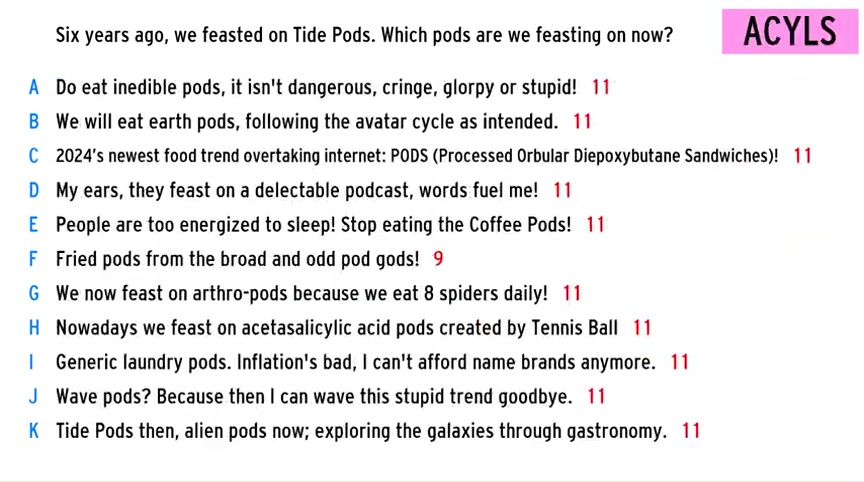 Six years ago, we feasted on Tide Pods. Which pods are we feasting on now?
ACYLS
A Do eat inedible pods, it isn't dangerous, cringe, glorpy or stupid! 11
B We will eat earth pods, following the avatar cycle as intended. 11
C 2024's newest food trend overtaking internet: PODS (Processed Orbular Diepoxybutane Sandwiches)! 11
D My ears, they feast on a delectable podcast, words fuel me! 11
E People are too energized to sleep! Stop eating the Coffee Pods! 11
F Fried pods from the broad and odd pod gods! 9
G We now feast on arthro-pods because we eat 8 spiders daily! 11
H Nowadays we feast on acetasalicylic acid pods created by Tennis Ball 11
I Generic laundry pods. Inflation's bad, I can't afford name brands anymore. 11
J Wave pods? Because then I can wave this stupid trend goodbye. 11
K Tide Pods then, alien pods now; exploring the galaxies through gastronomy. 11